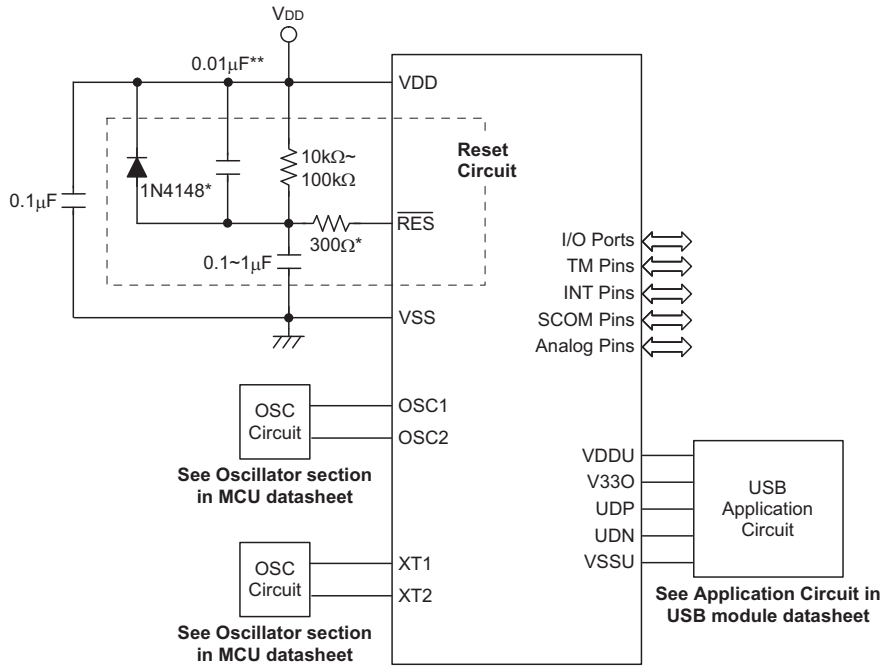 VDD
0.01μF**
VDD
Reset
Circuit
10kΩ~
100kΩ
1N4148*
0.1μF
RES
300Ω*
0.1~1μF
VSS
I/O Ports
TM Pins
INT Pins
SCOM Pins
Analog Pins
OSC
Circuit
OSC1
OSC2
See Oscillator section
in MCU datasheet
VDDU
V33O
UDP
UDN
VSSU
USB
Application
Circuit
See Application Circuit in
USB module datasheet
OSC
Circuit
XT1
XT2
See Oscillator section
in MCU datasheet